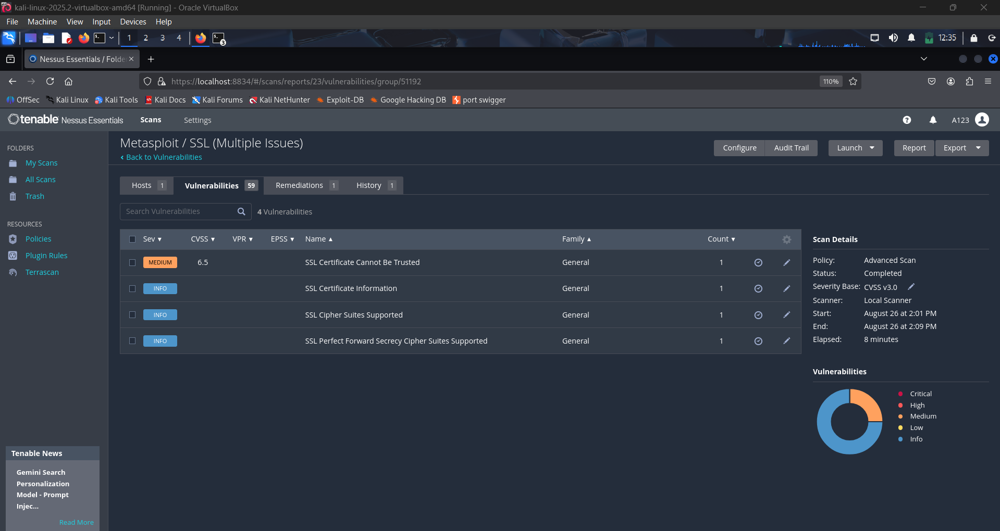 kali-linux-2025.2-virtualbox-amd64 [Running] - Oracle VirtualBox
File Machine View Input Devices Help
1 2 3 4 3 12:35
Nessus Essentials / Folde
https://localhost:8834/#/scans/reports/23/vulnerabilities/group/51192 110%
OffSec Kali Linux Kali Tools Kali Docs Kali Forums Kali NetHunter Exploit-DB Google Hacking DB port swigger
tenable Nessus Essentials Scans Settings A123
FOLDERS
My Scans
All Scans
Trash
RESOURCES
Policies
Plugin Rules
Terrascan
Tenable News
Gemini Search
Personalization
Model - Prompt
Injec...
Read More
Metasploit / SSL (Multiple Issues)
Back to Vulnerabilities
Configure Audit Trail Launch Report Export
Hosts 1 Vulnerabilities 59 Remediations 1 History 1
Search Vulnerabilities 4 Vulnerabilities
Sev CVSS VPR EPSS Name Family Count
MEDIUM 6.5 SSL Certificate Cannot Be Trusted General 1
INFO SSL Certificate Information General 1
INFO SSL Cipher Suites Supported General 1
INFO SSL Perfect Forward Secrecy Cipher Suites Supported General 1
Scan Details
Policy: Advanced Scan
Status: Completed
Severity Base: CVSS v3.0
Scanner: Local Scanner
Start: August 26 at 2:01 PM
End: August 26 at 2:09 PM
Elapsed: 8 minutes
Vulnerabilities
Critical
High
Medium
Low
Info